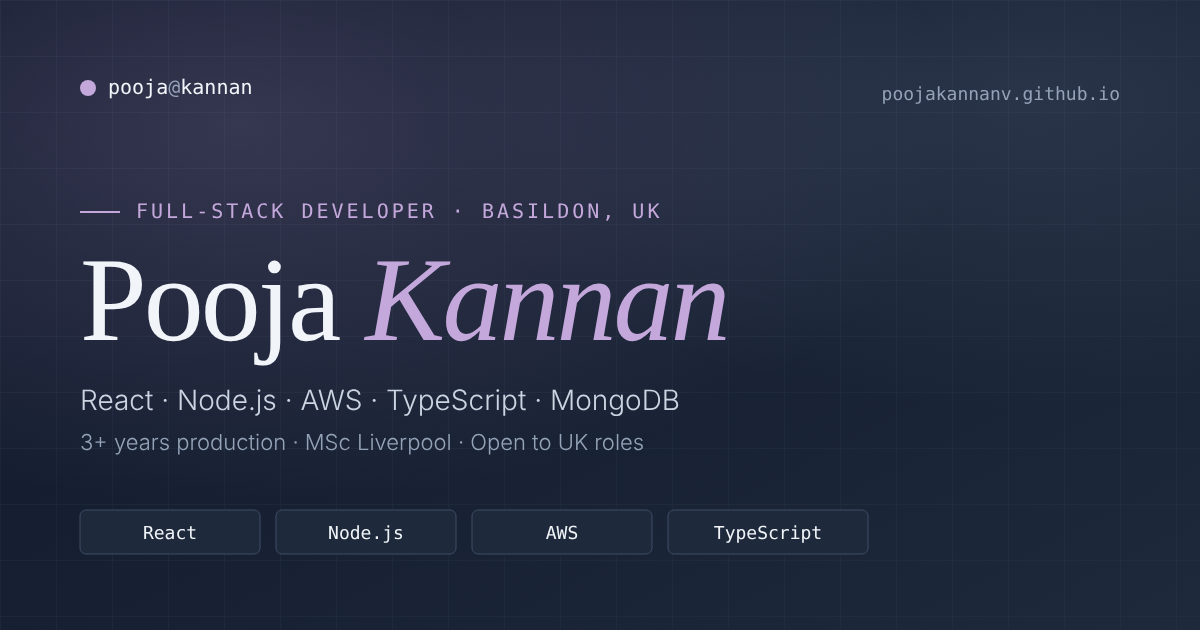 pooja@kannan
poojakannanv.github.io
FULL-STACK DEVELOPER · BASILDON, UK
Pooja Kannan
React · Node.js · AWS · TypeScript · MongoDB
3+ years production · MSc Liverpool · Open to UK roles
React
Node.js
AWS
TypeScript